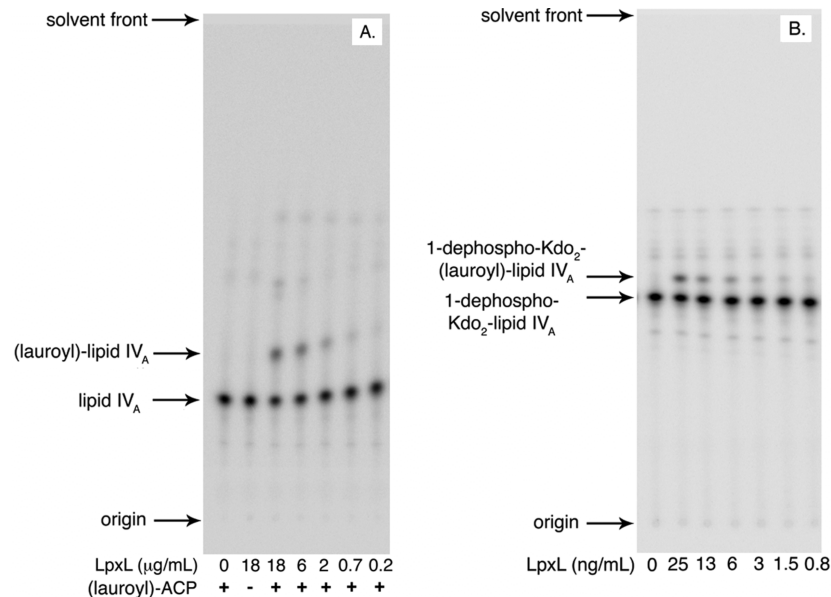 solvent front
A.
(lauroyl)-lipid IVA
lipid IVA
origin
LpxL (μg/mL) 0 18 18 6 2 0.7 0.2
(lauroyl)-ACP + - + + + + +
solvent front
B.
1-dephospho-Kdo2-
(lauroyl)-lipid IVA
1-dephospho-
Kdo2-lipid IVA
origin
LpxL (ng/mL) 0 25 13 6 3 1.5 0.8